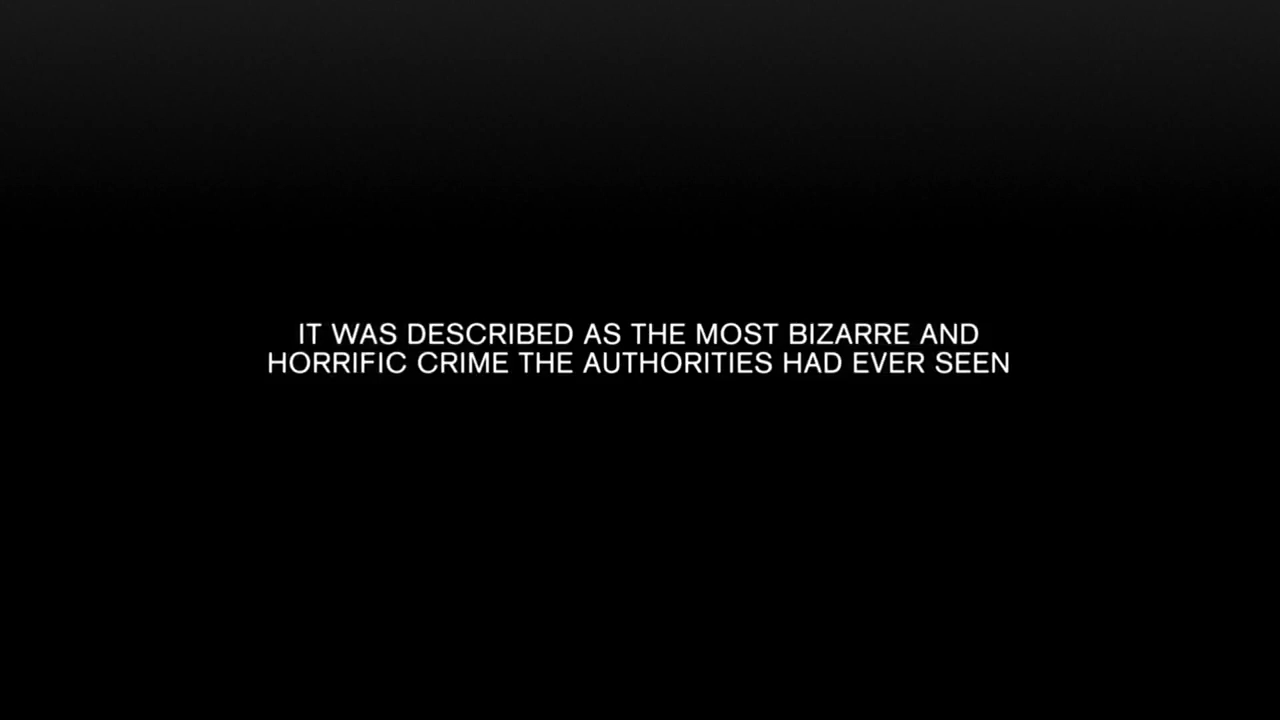 IT WAS DESCRIBED AS THE MOST BIZARRE AND
HORRIFIC CRIME THE AUTHORITIES HAD EVER SEEN